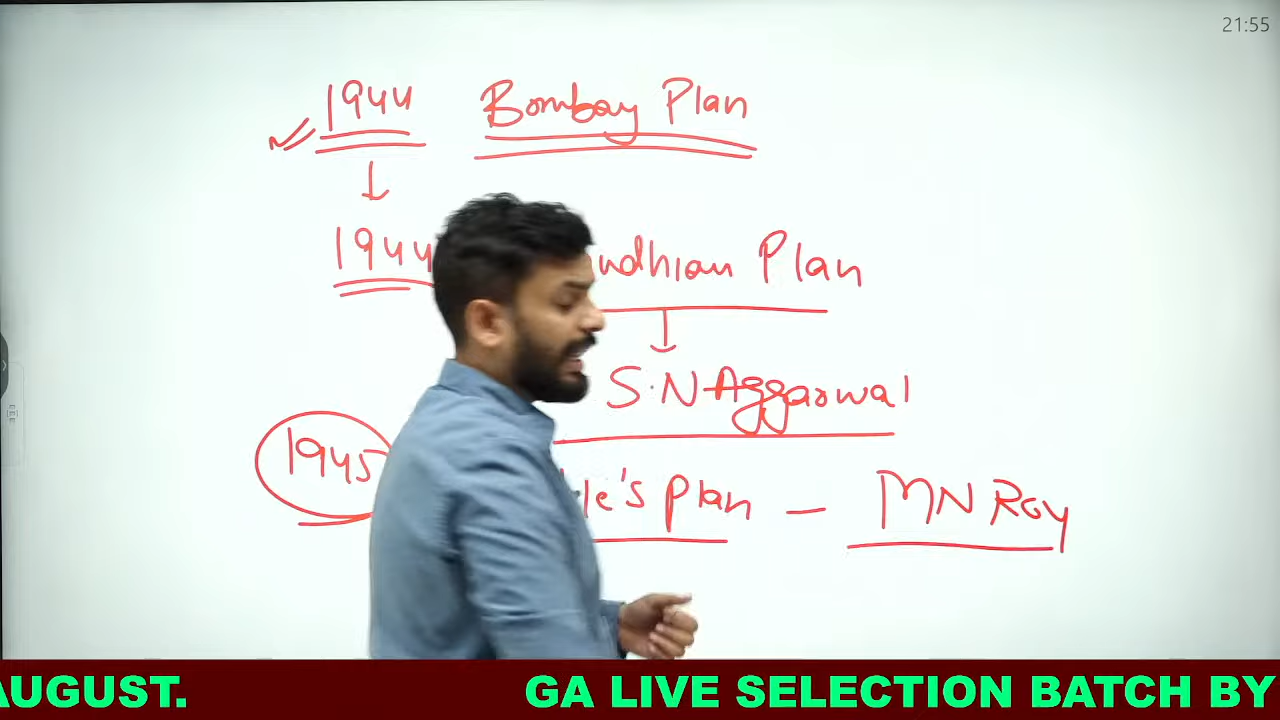 21:55
1944 Bombay Plan
1944 ndhian Plan
S.N Aggarwal
1945 le's Plan - MN Roy
AUGUST. GA LIVE SELECTION BATCH BY